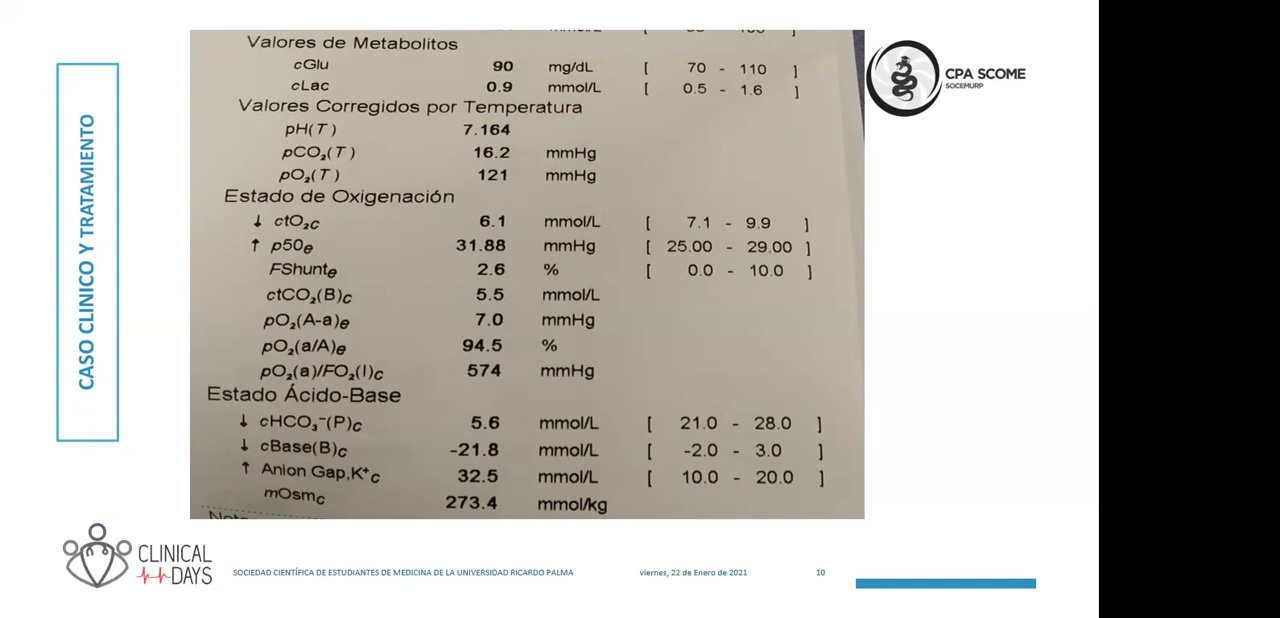 CASO CLINICO Y TRATAMIENTO
Valores de Metabolitos
cGlu 90 mg/dL [ 70 - 110 ]
cLac 0.9 mmol/L [ 0.5 - 1.6 ]
Valores Corregidos por Temperatura
pH(T) 7.164
pCO₂(T) 16.2 mmHg
pO₂(T) 121 mmHg
Estado de Oxigenación
↓ ctO₂c 6.1 mmol/L [ 7.1 - 9.9 ]
↑ p50e 31.88 mmHg [ 25.00 - 29.00 ]
FShunte 2.6 % [ 0.0 - 10.0 ]
ctCO₂(B)c 5.5 mmol/L
pO₂(A-a)e 7.0 mmHg
pO₂(a/A)e 94.5 %
pO₂(a)/FO₂(I)c 574 mmHg
Estado Ácido-Base
↓ cHCO₃⁻(P)c 5.6 mmol/L [ 21.0 - 28.0 ]
↓ cBase(B)c -21.8 mmol/L [ -2.0 - 3.0 ]
↑ Anion Gap,K⁺c 32.5 mmol/L [ 10.0 - 20.0 ]
mOsmc 273.4 mmol/kg
CPA SCOME
SOCEMURP
CLINICAL
DAYS
SOCIEDAD CIENTÍFICA DE ESTUDIANTES DE MEDICINA DE LA UNIVERSIDAD RICARDO PALMA
viernes, 22 de Enero de 2021
10